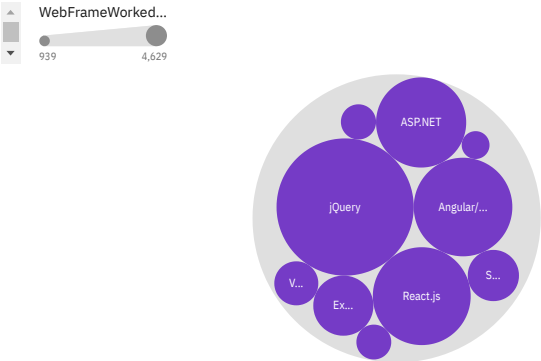 WebFrameWorked...
939 4,629
ASP.NET
jQuery
Angular/...
V...
Ex...
React.js
S...